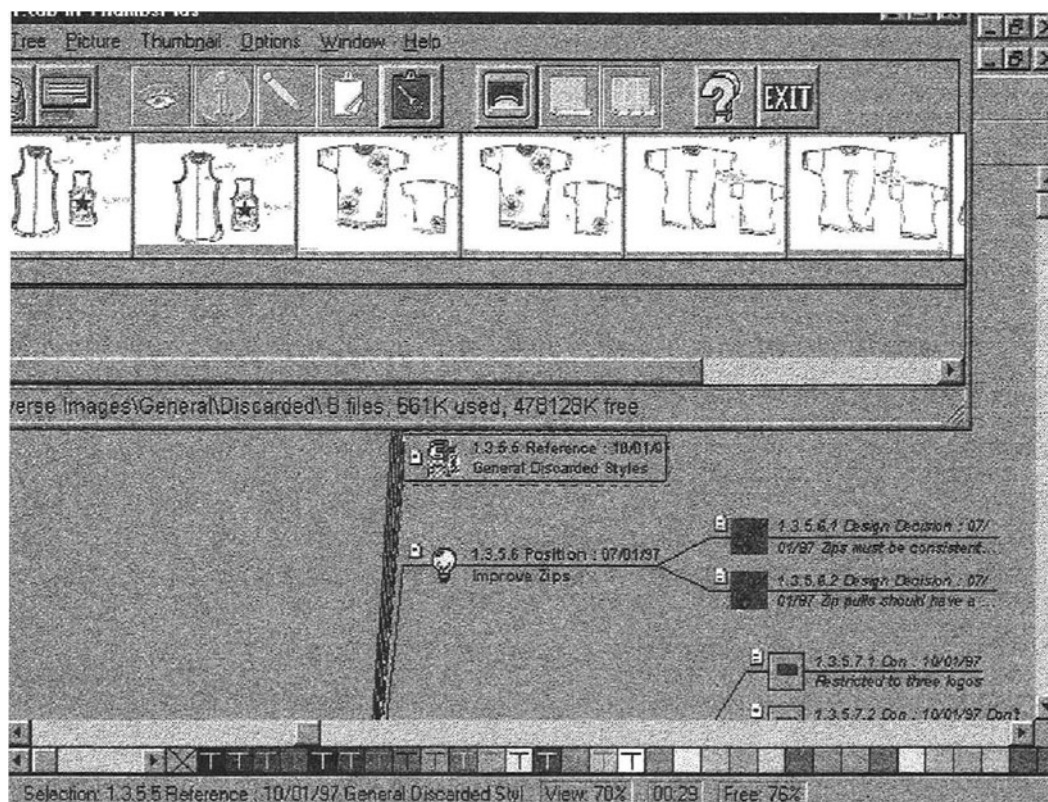 Tree Picture Thumbnail Options Window Help
EXIT
verse Images\General\Discarded\ 8 files, 661K used, 478128K free
1.3.5.5 Reference : 10/01/9
General Discarded Styles
1.3.5.6 Position : 07/01/97
Improve Zips
1.3.5.6.1 Design Decision : 07/
01/97 Zips must be consistent...
1.3.5.6.2 Design Decision : 07/
01/97 Zip pulls should have a ...
1.3.5.7.1 Con : 10/01/97
Restricted to three logos
1.3.5.7.2 Con : 10/01/97 Con't
Selection: 1.3.5.5 Reference : 10/01/97 General Discarded Styl View: 70% 00:29 Free: 76%